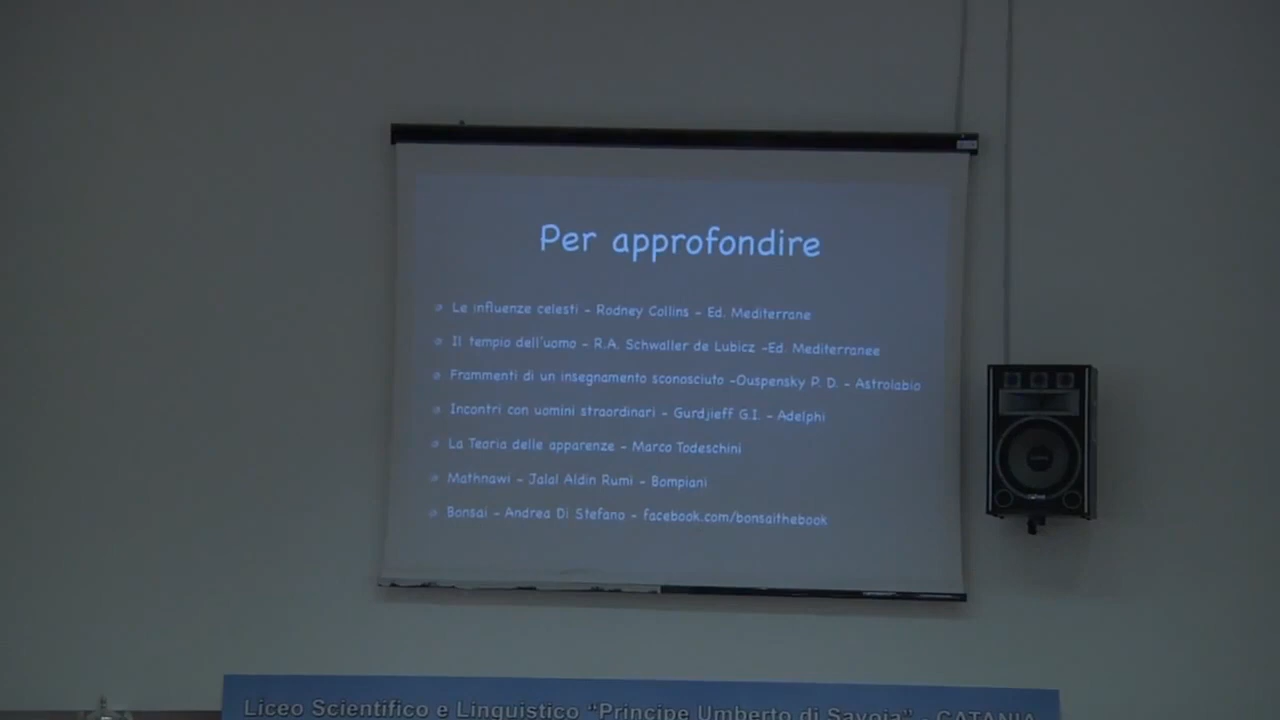 Per approfondire
Le influenze celesti - Rodney Collins - Ed. Mediterrane
Il tempio dell'uomo - R.A. Schwaller de Lubicz -Ed. Mediterranee
Frammenti di un insegnamento sconosciuto -Ouspensky P. D. - Astrolabio
Incontri con uomini straordinari - Gurdjieff G.I. - Adelphi
La Teoria delle apparenze - Marco Todeschini
Mathnawi - Jalal Aldin Rumi - Bompiani
Bonsai - Andrea Di Stefano - facebook.com/bonsaithebook
Liceo Scientifico e Linguistico "Principe Umberto di Savoia" - CATANIA